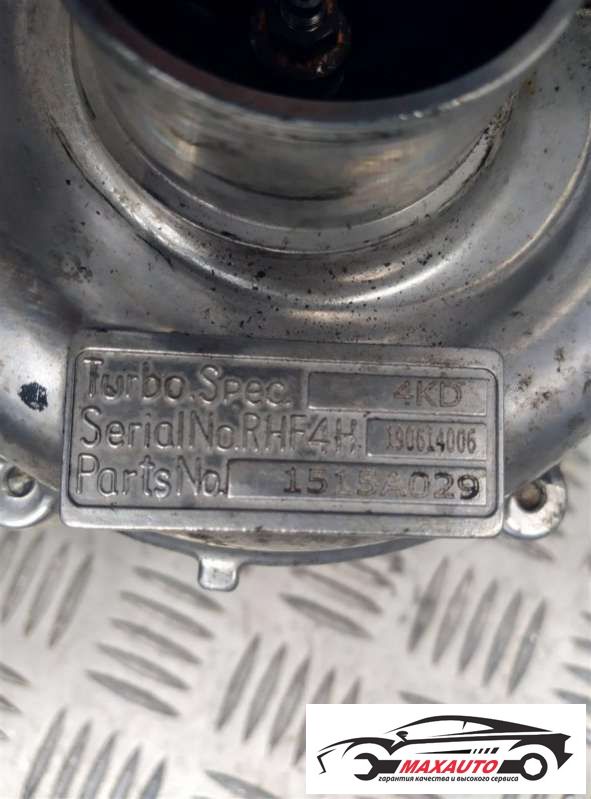 Turbo.Spec. 4KD
Serial No.RHF4H. 190614006
Parts No. 1515A029
MAXAUTO
гарантия качества и высокого сервиса